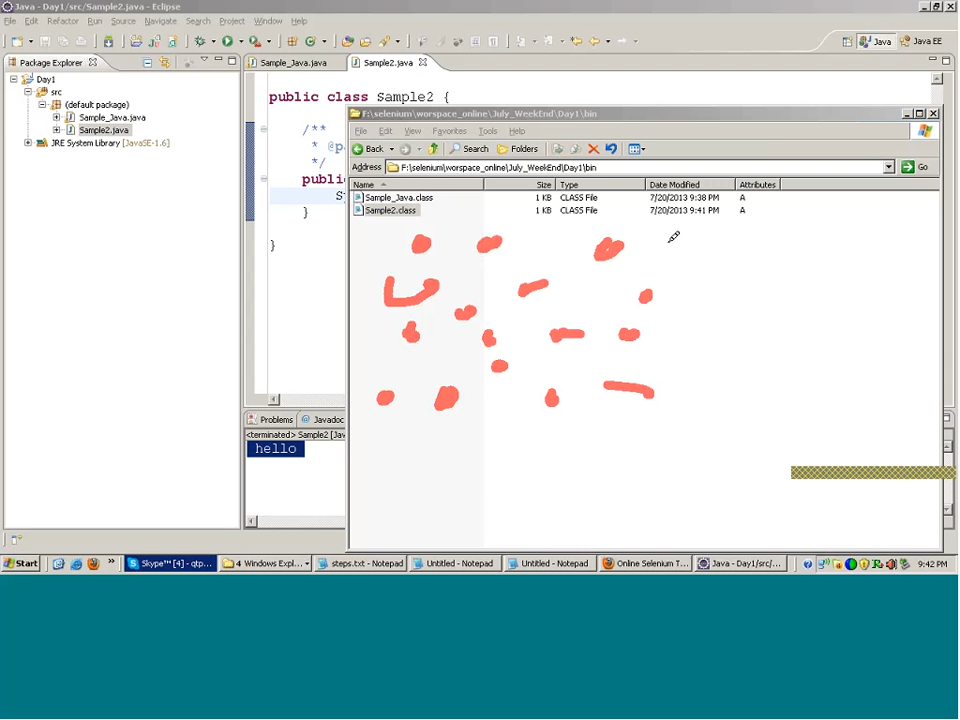 Java - Day1/src/Sample2.java - Eclipse
File Edit Refactor Run Source Navigate Search Project Window Help
Java Java EE
Package Explorer
Sample_Java.java Sample2.java
Day1
src
(default package)
Sample_Java.java
Sample2.java
JRE System Library [JavaSE-1.6]
public class Sample2 {
/**
* @p
*/
publi
S
}
}
F:\selenium\worspace_online\July_WeekEnd\Day1\bin
File Edit View Favorites Tools Help
Back Search Folders
Address F:\selenium\worspace_online\July_WeekEnd\Day1\bin Go
Name Size Type Date Modified Attributes
Sample_Java.class 1 KB CLASS File 7/20/2013 9:38 PM A
Sample2.class 1 KB CLASS File 7/20/2013 9:41 PM A
Problems Javadoc
<terminated> Sample2 [Jav
hello
Start Skype™ [4] - qtp... 4 Windows Expl... steps.txt - Notepad Untitled - Notepad Untitled - Notepad Online Selenium T... Java - Day1/src/... 9:42 PM